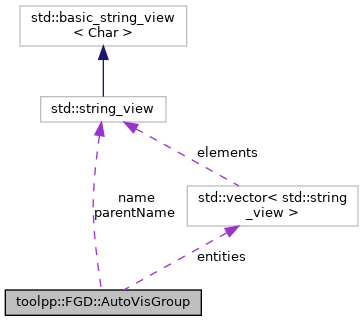 std::basic_string_view
< Char >
std::string_view
elements
name
parentName
std::vector< std::string
_view >
entities
toolpp::FGD::AutoVisGroup